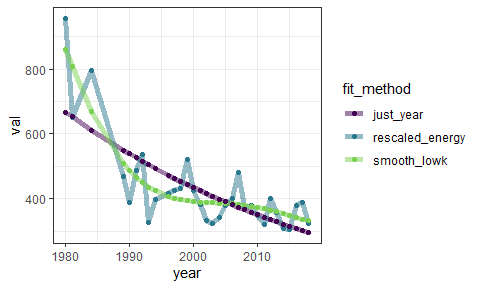 800
600
400
val
1980
1990
2000
2010
year
fit_method
just_year
rescaled_energy
smooth_lowk